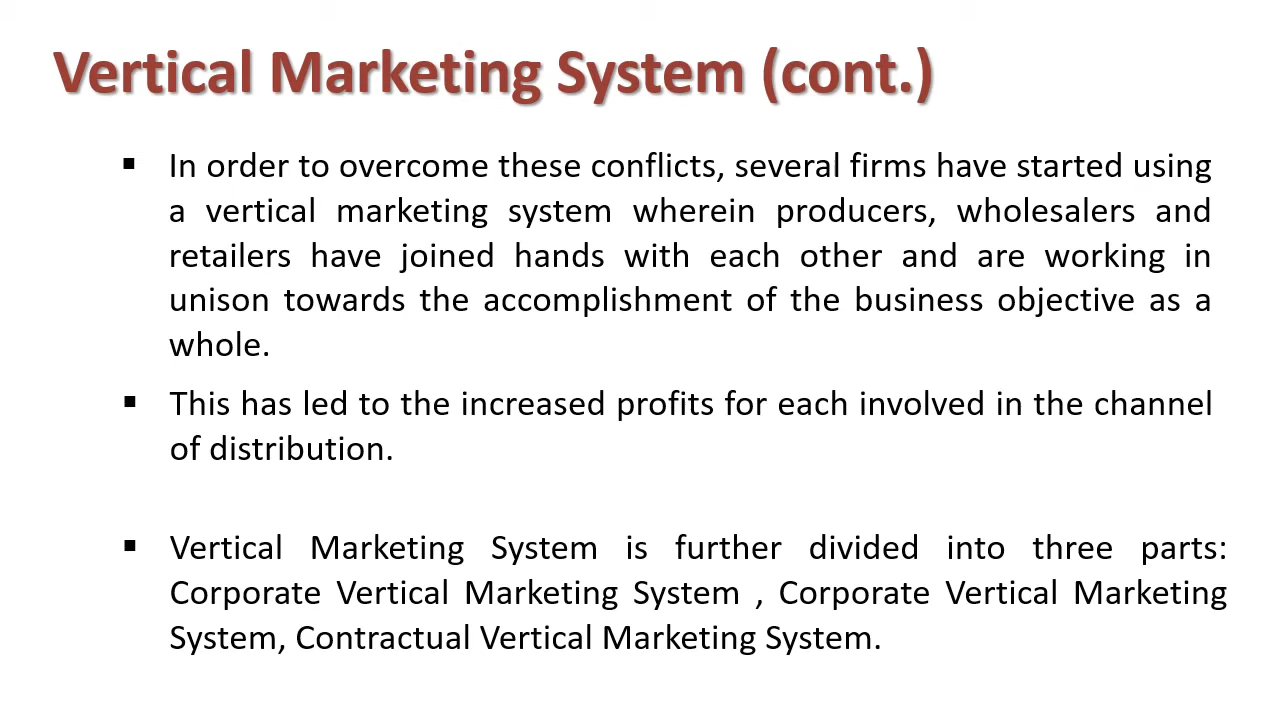 Vertical Marketing System (cont.)
▪ In order to overcome these conflicts, several firms have started using
a vertical marketing system wherein producers, wholesalers and
retailers have joined hands with each other and are working in
unison towards the accomplishment of the business objective as a
whole.
▪ This has led to the increased profits for each involved in the channel
of distribution.
▪ Vertical Marketing System is further divided into three parts:
Corporate Vertical Marketing System , Corporate Vertical Marketing
System, Contractual Vertical Marketing System.